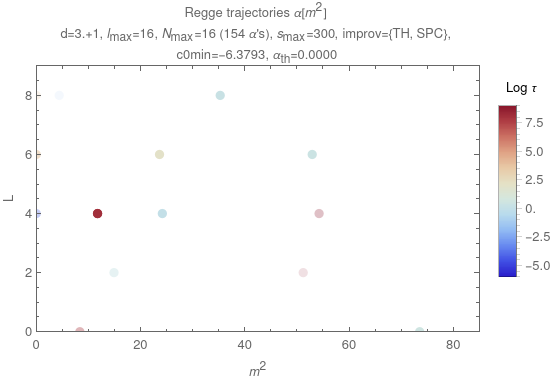 Regge trajectories α[m²]
d=3.+1, lmax=16, Nmax=16 (154 α's), smax=300, improv={TH, SPC},
c0min=−6.3793, αth=0.0000
Log τ
8
6
4
2
0
L
0 20 40 60 80
m²
7.5
5.0
2.5
0.
−2.5
−5.0